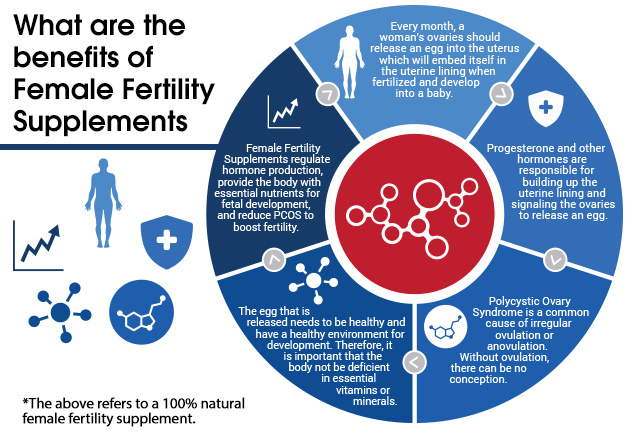 What are the
benefits of
Female Fertility
Supplements
Every month, a
woman's ovaries should
release an egg into the uterus
which will embed itself in
the uterine lining when
fertilized and develop
into a baby.
Progesterone and other
hormones are
responsible for
building up the
uterine lining and
signaling the ovaries
to release an egg.
Polycystic Ovary
Syndrome is a common
cause of irregular
ovulation or
anovulation.
Without ovulation,
there can be no
conception.
The egg that is
released needs to be healthy and
have a healthy environment for
development. Therefore, it
is important that the
body not be deficient
in essential
vitamins or
minerals.
Female Fertility
Supplements regulate
hormone production,
provide the body with
essential nutrients for
fetal development,
and reduce PCOS to
boost fertility.
*The above refers to a 100% natural
female fertility supplement.